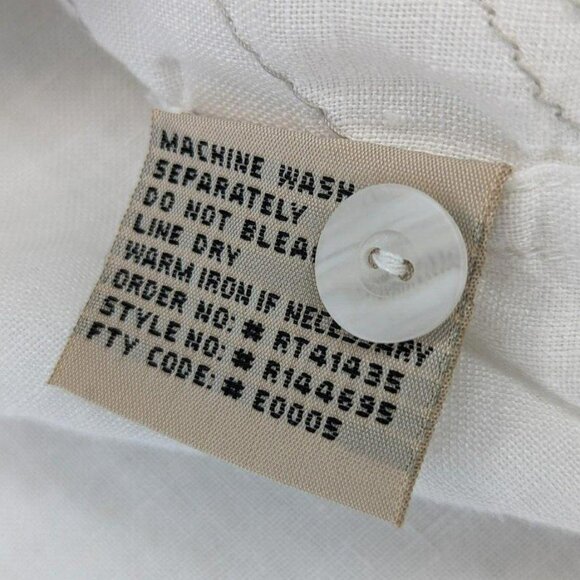 MACHINE WASH
SEPARATELY
DO NOT BLEA
LINE DRY
WARM IRON IF NECESSARY
ORDER NO: # RT41435
STYLE NO: # R144695
FTY CODE: # E0005